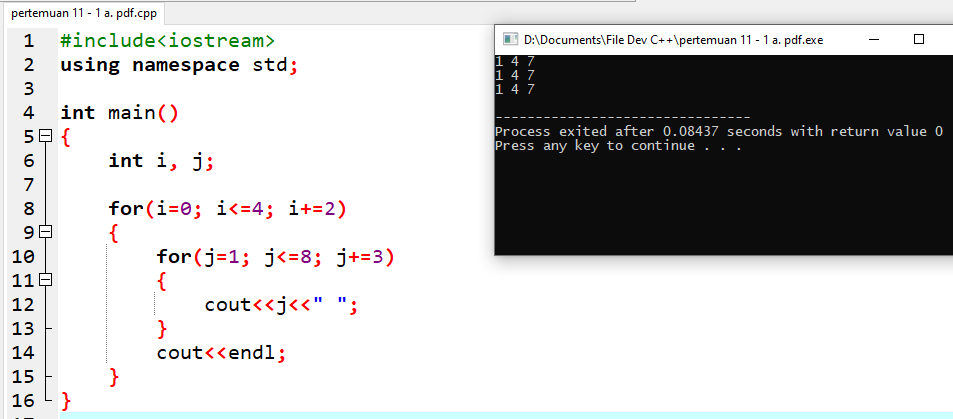 pertemuan 11 - 1 a. pdf.cpp
1 #include<iostream>
2 using namespace std;
3
4 int main()
5 {
6 int i, j;
7
8 for(i=0; i<=4; i+=2)
9 {
10 for(j=1; j<=8; j+=3)
11 {
12 cout<<j<<" ";
13 }
14 cout<<endl;
15 }
16 }
D:\Documents\File Dev C++\pertemuan 11 - 1 a. pdf.exe
1 4 7
1 4 7
1 4 7
--------------------------------
Process exited after 0.08437 seconds with return value 0
Press any key to continue . . .